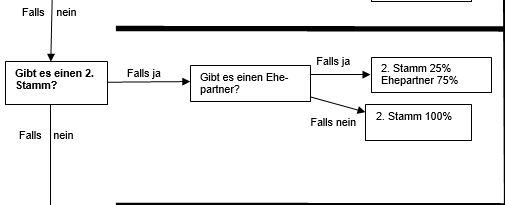 Falls nein
Gibt es einen 2.
Stamm?
Falls ja
Gibt es einen Ehe-
partner?
Falls ja
2. Stamm 25%
Ehepartner 75%
Falls nein
2. Stamm 100%
Falls nein